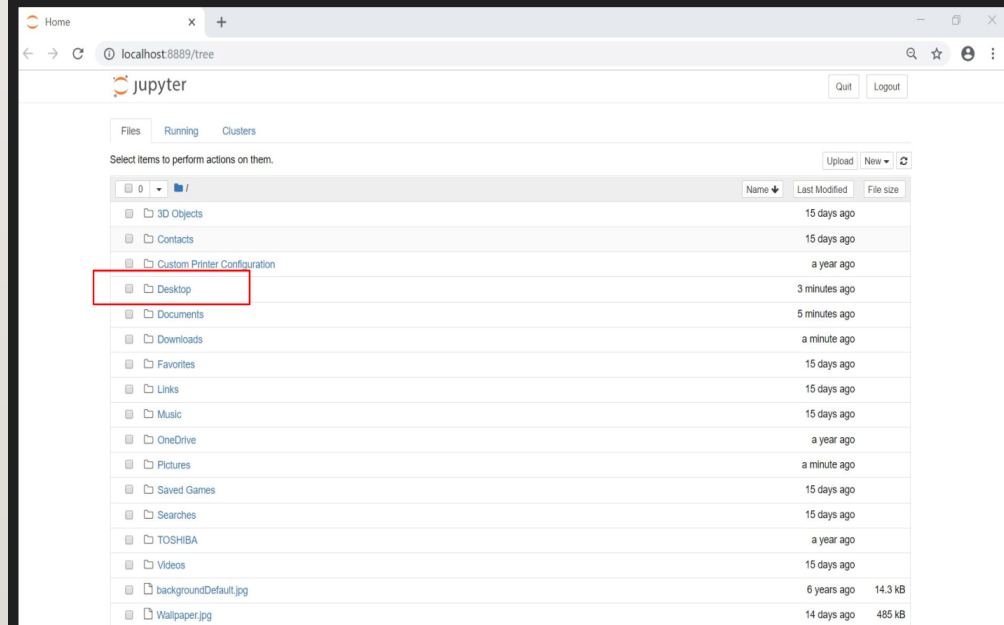 Home
localhost:8889/tree
jupyter
Quit Logout
Files Running Clusters
Select items to perform actions on them.
Upload New
0 / Name Last Modified File size
3D Objects 15 days ago
Contacts 15 days ago
Custom Printer Configuration a year ago
Desktop 3 minutes ago
Documents 5 minutes ago
Downloads a minute ago
Favorites 15 days ago
Links 15 days ago
Music 15 days ago
OneDrive a year ago
Pictures a minute ago
Saved Games 15 days ago
Searches 15 days ago
TOSHIBA a year ago
Videos 15 days ago
backgroundDefault.jpg 6 years ago 14.3 kB
Wallpaper.jpg 14 days ago 485 kB